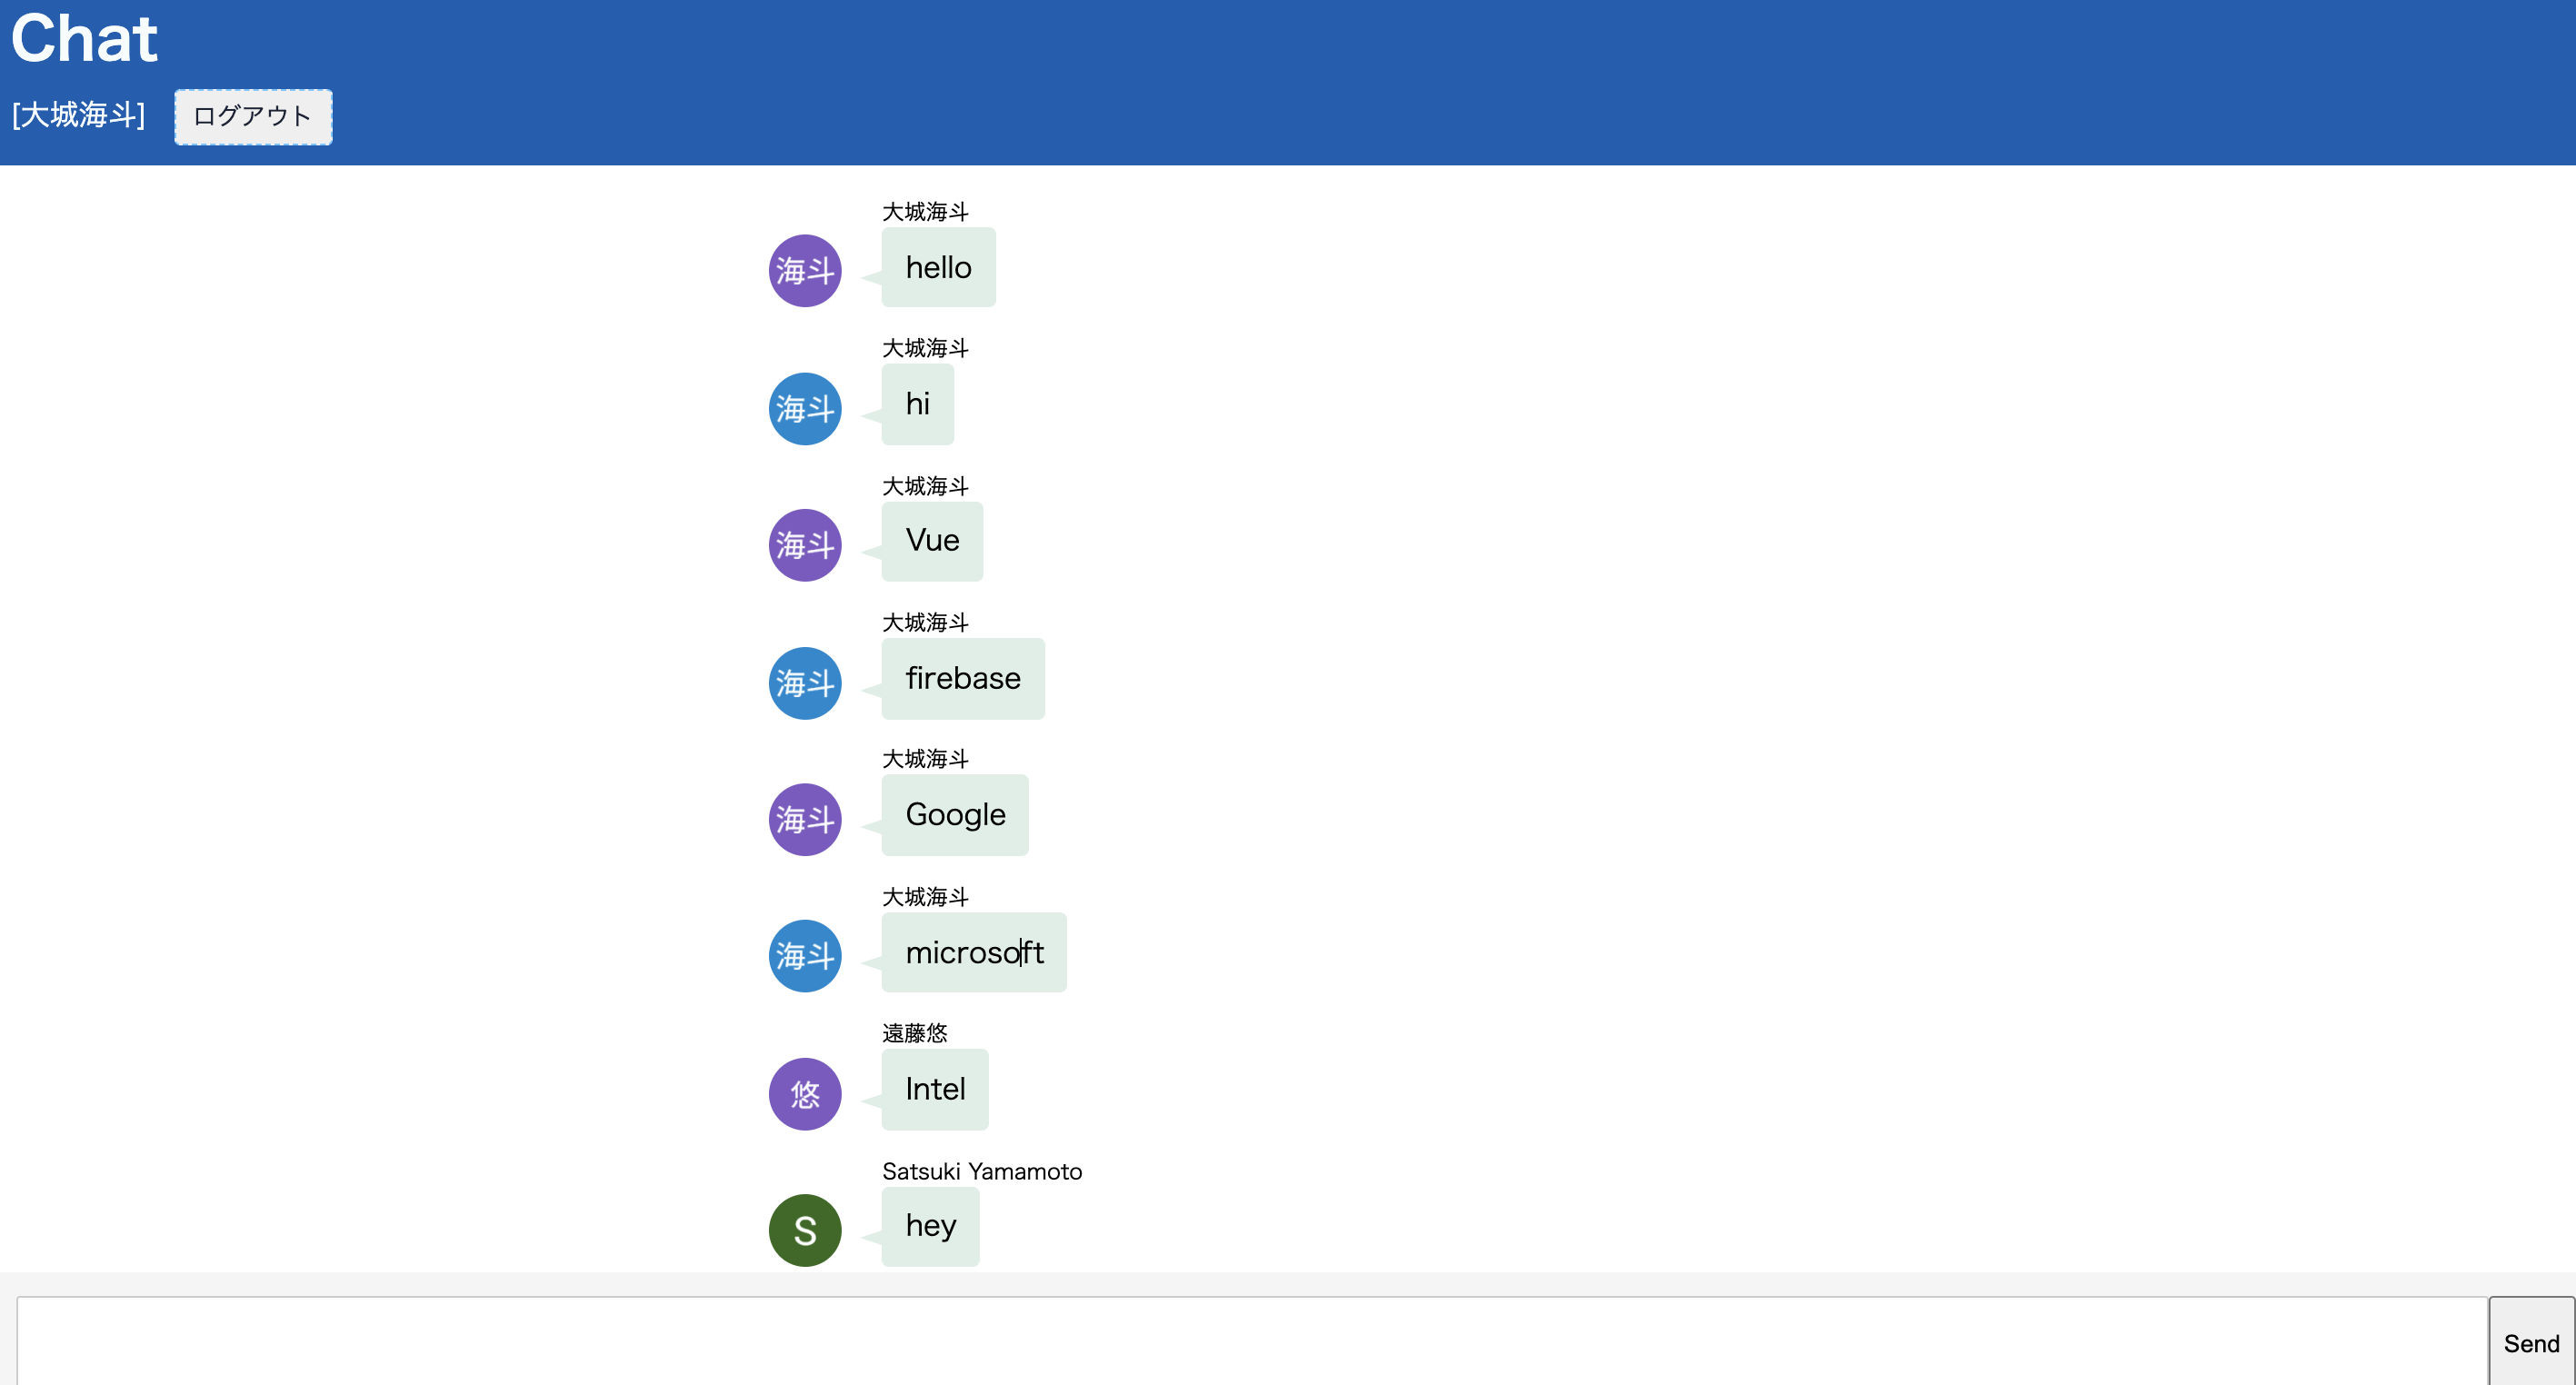 Chat
[大城海斗] ログアウト
大城海斗
海斗 hello
大城海斗
海斗 hi
大城海斗
海斗 Vue
大城海斗
海斗 firebase
大城海斗
海斗 Google
大城海斗
海斗 microsoft
遠藤悠
悠 Intel
Satsuki Yamamoto
S hey
Send